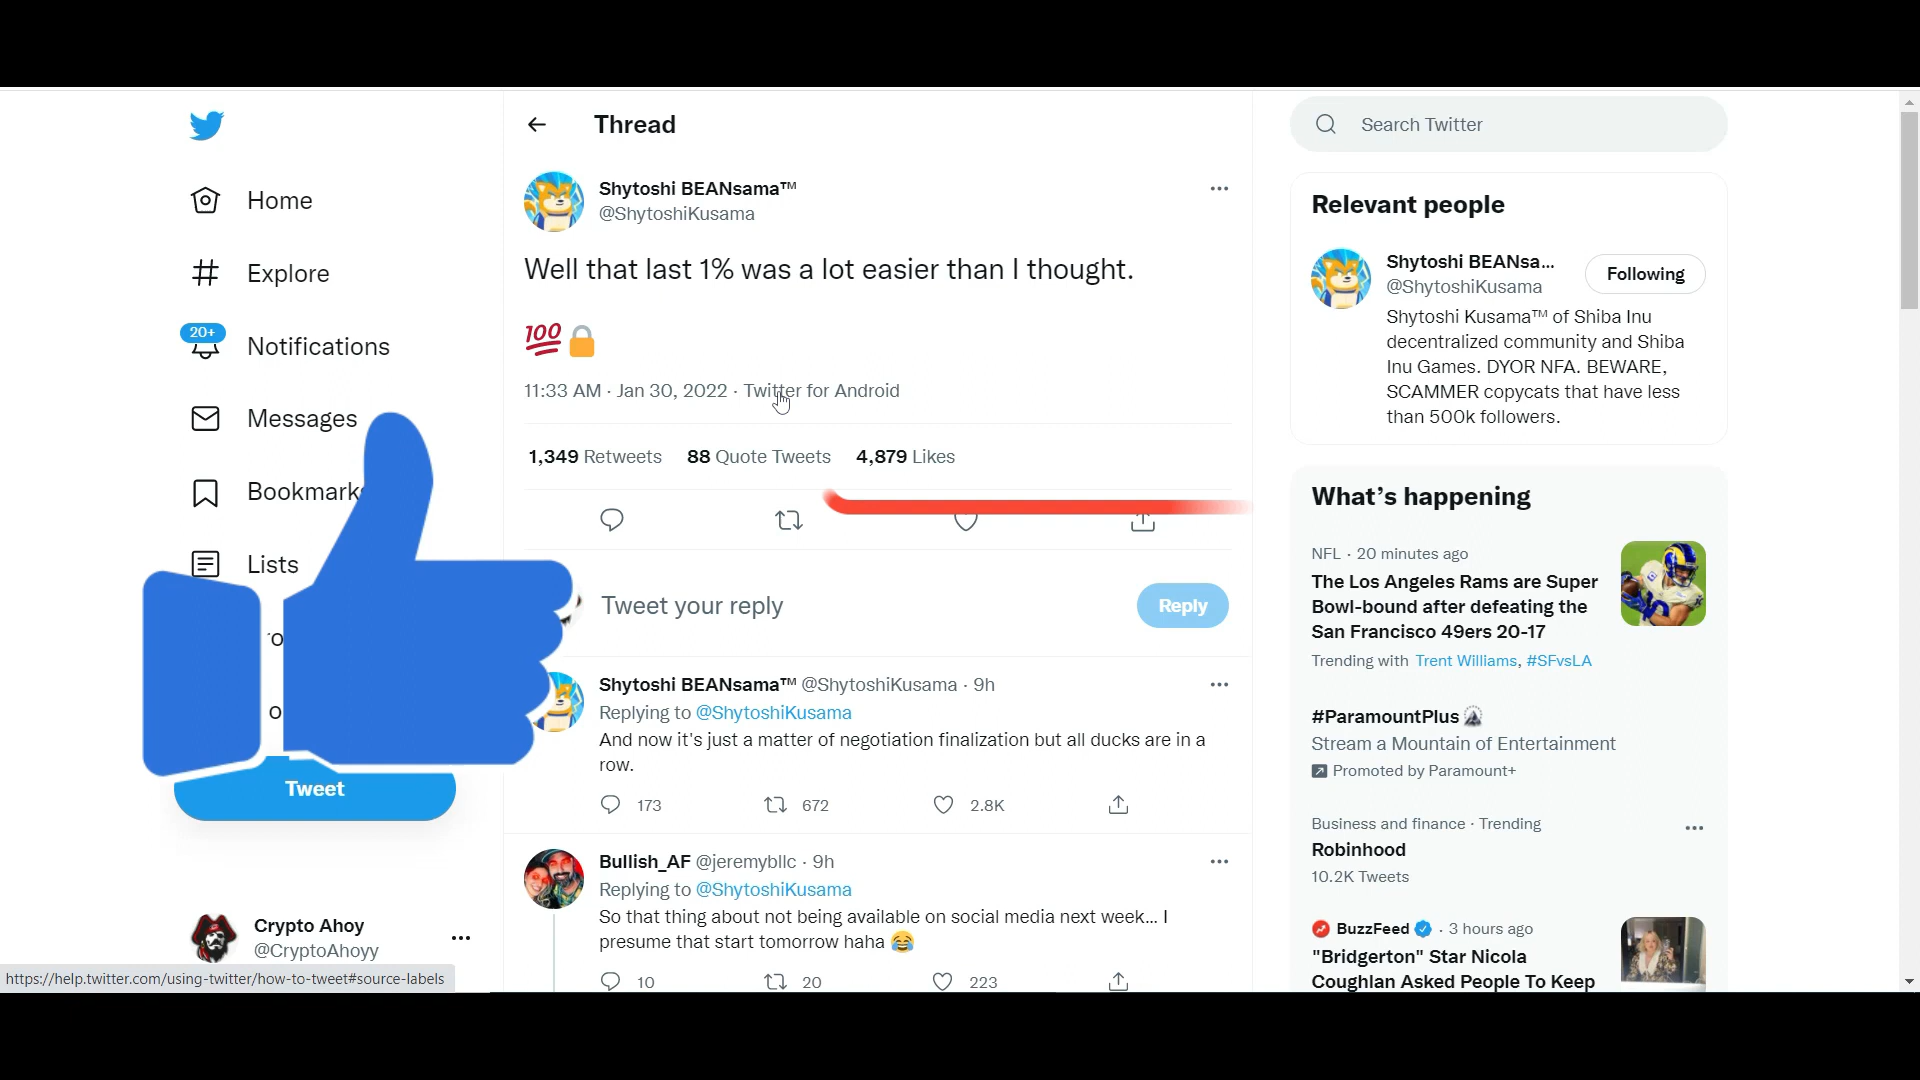 Thread
Search Twitter
Home
Explore
20+
Notifications
Messages
Bookmarks
Lists
Tweet
Crypto Ahoy
@CryptoAhoyy
https://help.twitter.com/using-twitter/how-to-tweet#source-labels
Shytoshi BEANsama™
@ShytoshiKusama
Well that last 1% was a lot easier than I thought.
💯🔒
11:33 AM · Jan 30, 2022 · Twitter for Android
1,349 Retweets 88 Quote Tweets 4,879 Likes
Tweet your reply
Reply
Shytoshi BEANsama™ @ShytoshiKusama · 9h
Replying to @ShytoshiKusama
And now it's just a matter of negotiation finalization but all ducks are in a
row.
173 672 2.8K
Bullish_AF @jeremybllc · 9h
Replying to @ShytoshiKusama
So that thing about not being available on social media next week... I
presume that start tomorrow haha 😂
10 20 223
Relevant people
Shytoshi BEANsa...
@ShytoshiKusama
Following
Shytoshi Kusama™ of Shiba Inu
decentralized community and Shiba
Inu Games. DYOR NFA. BEWARE,
SCAMMER copycats that have less
than 500k followers.
What's happening
NFL · 20 minutes ago
The Los Angeles Rams are Super
Bowl-bound after defeating the
San Francisco 49ers 20-17
Trending with Trent Williams, #SFvsLA
#ParamountPlus
Stream a Mountain of Entertainment
Promoted by Paramount+
Business and finance · Trending
Robinhood
10.2K Tweets
BuzzFeed · 3 hours ago
"Bridgerton" Star Nicola
Coughlan Asked People To Keep